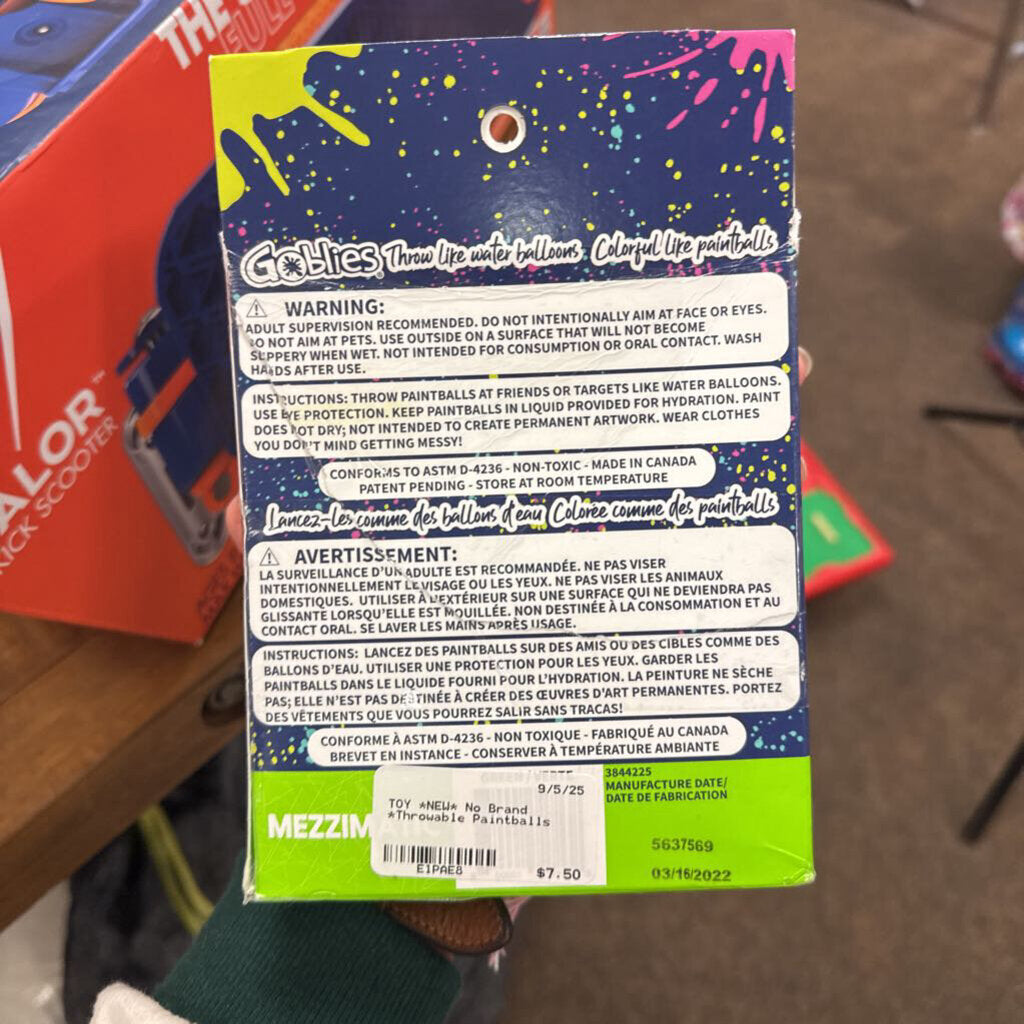 THE
FULL
ALOR™
KICK SCOOTER
Goblies® Throw like water balloons Colorful like paintballs
WARNING:
ADULT SUPERVISION RECOMMENDED. DO NOT INTENTIONALLY AIM AT FACE OR EYES.
DO NOT AIM AT PETS. USE OUTSIDE ON A SURFACE THAT WILL NOT BECOME
SLIPPERY WHEN WET. NOT INTENDED FOR CONSUMPTION OR ORAL CONTACT. WASH
HANDS AFTER USE.
INSTRUCTIONS: THROW PAINTBALLS AT FRIENDS OR TARGETS LIKE WATER BALLOONS.
USE EYE PROTECTION. KEEP PAINTBALLS IN LIQUID PROVIDED FOR HYDRATION. PAINT
DOES NOT DRY; NOT INTENDED TO CREATE PERMANENT ARTWORK. WEAR CLOTHES
YOU DON'T MIND GETTING MESSY!
CONFORMS TO ASTM D-4236 - NON-TOXIC - MADE IN CANADA
PATENT PENDING - STORE AT ROOM TEMPERATURE
Lancez-les comme des ballons d'eau Colorée comme des paintballs
AVERTISSEMENT:
LA SURVEILLANCE D'UN ADULTE EST RECOMMANDÉE. NE PAS VISER
INTENTIONNELLEMENT LE VISAGE OU LES YEUX. NE PAS VISER LES ANIMAUX
DOMESTIQUES. UTILISER À L'EXTÉRIEUR SUR UNE SURFACE QUI NE DEVIENDRA PAS
GLISSANTE LORSQU'ELLE EST MOUILLÉE. NON DESTINÉE À LA CONSOMMATION ET AU
CONTACT ORAL. SE LAVER LES MAINS APRÈS USAGE.
INSTRUCTIONS: LANCEZ DES PAINTBALLS SUR DES AMIS OU DES CIBLES COMME DES
BALLONS D'EAU. UTILISER UNE PROTECTION POUR LES YEUX. GARDER LES
PAINTBALLS DANS LE LIQUIDE FOURNI POUR L'HYDRATION. LA PEINTURE NE SÈCHE
PAS; ELLE N'EST PAS DESTINÉE À CRÉER DES ŒUVRES D'ART PERMANENTES. PORTEZ
DES VÊTEMENTS QUE VOUS POURREZ SALIR SANS TRACAS!
CONFORME À ASTM D-4236 - NON TOXIQUE - FABRIQUÉ AU CANADA
BREVET EN INSTANCE - CONSERVER À TEMPÉRATURE AMBIANTE
GREEN / VERTE
3844225
MANUFACTURE DATE/
DATE DE FABRICATION
9/5/25
TOY *NEW* No Brand
*Throwable Paintballs
E1PAE8
$7.50
MEZZIMATIC
5637569
03/16/2022